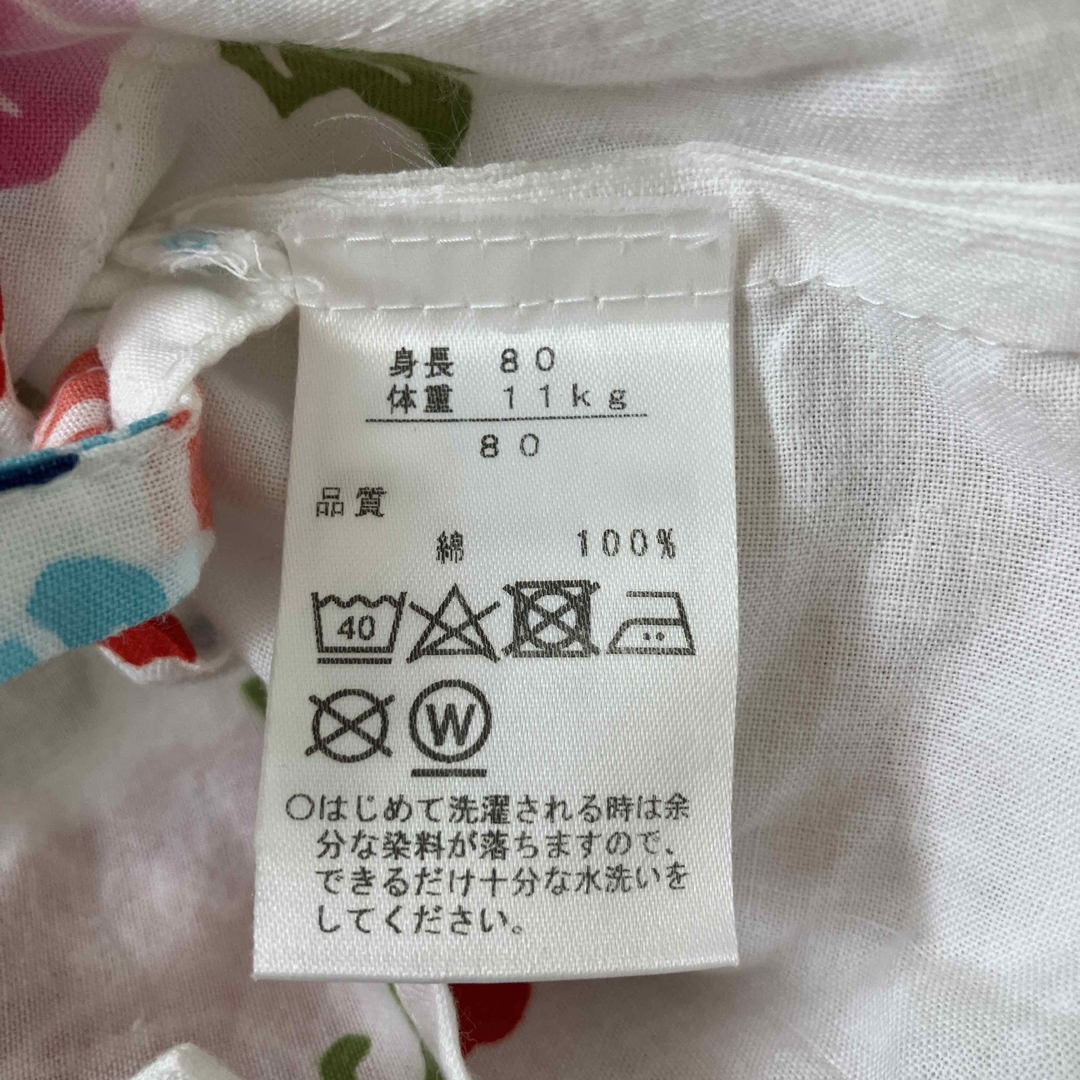 身長 80
体重 11kg
80
品質
綿 100%
40
W
○はじめて洗濯される時は余
分な染料が落ちますので、
できるだけ十分な水洗いを
してください。